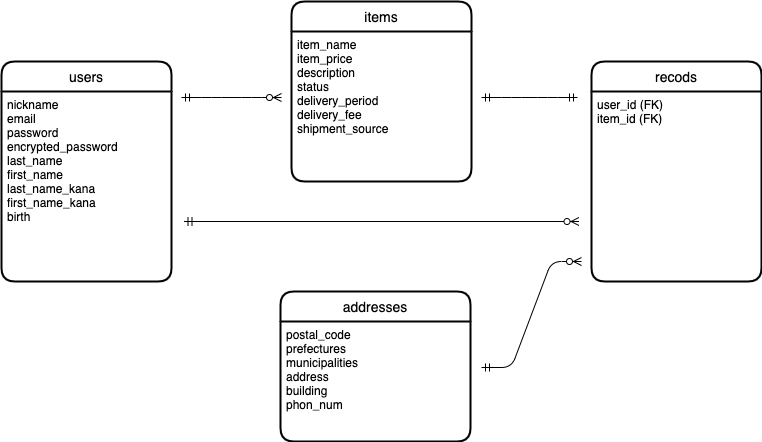 users
nickname
email
password
encrypted_password
last_name
first_name
last_name_kana
first_name_kana
birth
items
item_name
item_price
description
status
delivery_period
delivery_fee
shipment_source
recods
user_id (FK)
item_id (FK)
addresses
postal_code
prefectures
municipalities
address
building
phon_num